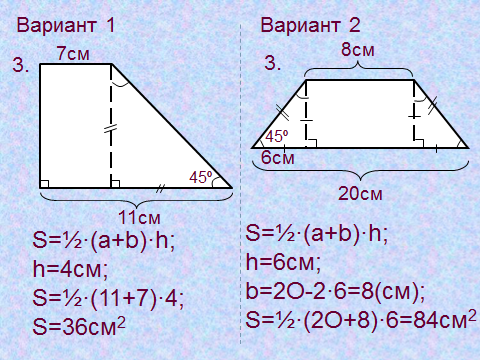 Вариант 1
3.
7см
45º
11см
S=½·(a+b)·h;
h=4см;
S=½·(11+7)·4;
S=36см²
Вариант 2
8см
3.
45º
6см
20см
S=½·(a+b)·h;
h=6см;
b=2O-2·6=8(см);
S=½·(2O+8)·6=84см²